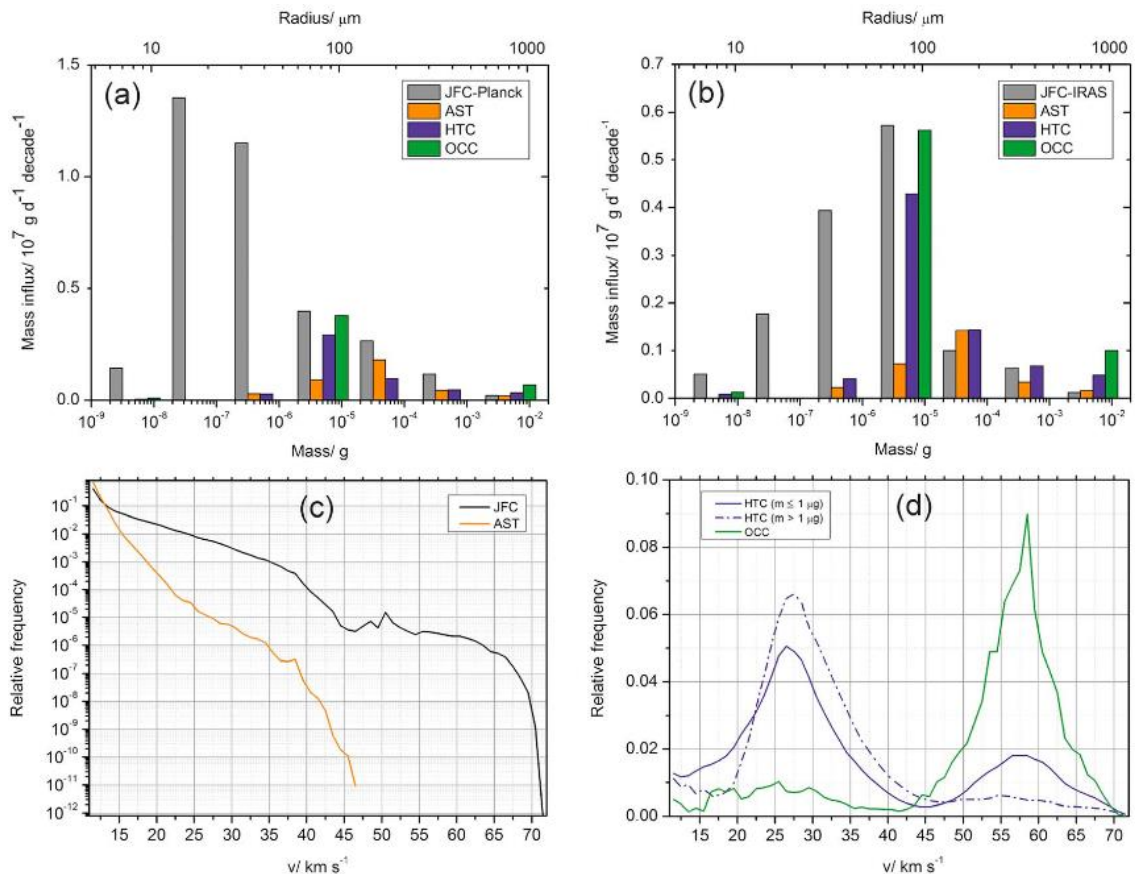 Radius/ μm
10 100 1000
(a)
JFC-Planck
AST
HTC
OCC
Mass influx/ 10⁷ g d⁻¹ decade⁻¹
1.5
1.0
0.5
0.0
10⁻⁹ 10⁻⁸ 10⁻⁷ 10⁻⁶ 10⁻⁵ 10⁻⁴ 10⁻³ 10⁻²
Mass/ g
Radius/ μm
10 100 1000
(b)
JFC-IRAS
AST
HTC
OCC
Mass influx/ 10⁷ g d⁻¹ decade⁻¹
0.7
0.6
0.5
0.4
0.3
0.2
0.1
0.0
10⁻⁹ 10⁻⁸ 10⁻⁷ 10⁻⁶ 10⁻⁵ 10⁻⁴ 10⁻³ 10⁻²
Mass/ g
(c)
JFC
AST
Relative frequency
10⁻¹
10⁻²
10⁻³
10⁻⁴
10⁻⁵
10⁻⁶
10⁻⁷
10⁻⁸
10⁻⁹
10⁻¹⁰
10⁻¹¹
10⁻¹²
15 20 25 30 35 40 45 50 55 60 65 70
v/ km s⁻¹
(d)
HTC (m ≤ 1 μg)
HTC (m > 1 μg)
OCC
Relative frequency
0.10
0.08
0.06
0.04
0.02
0.00
15 20 25 30 35 40 45 50 55 60 65 70
v/ km s⁻¹